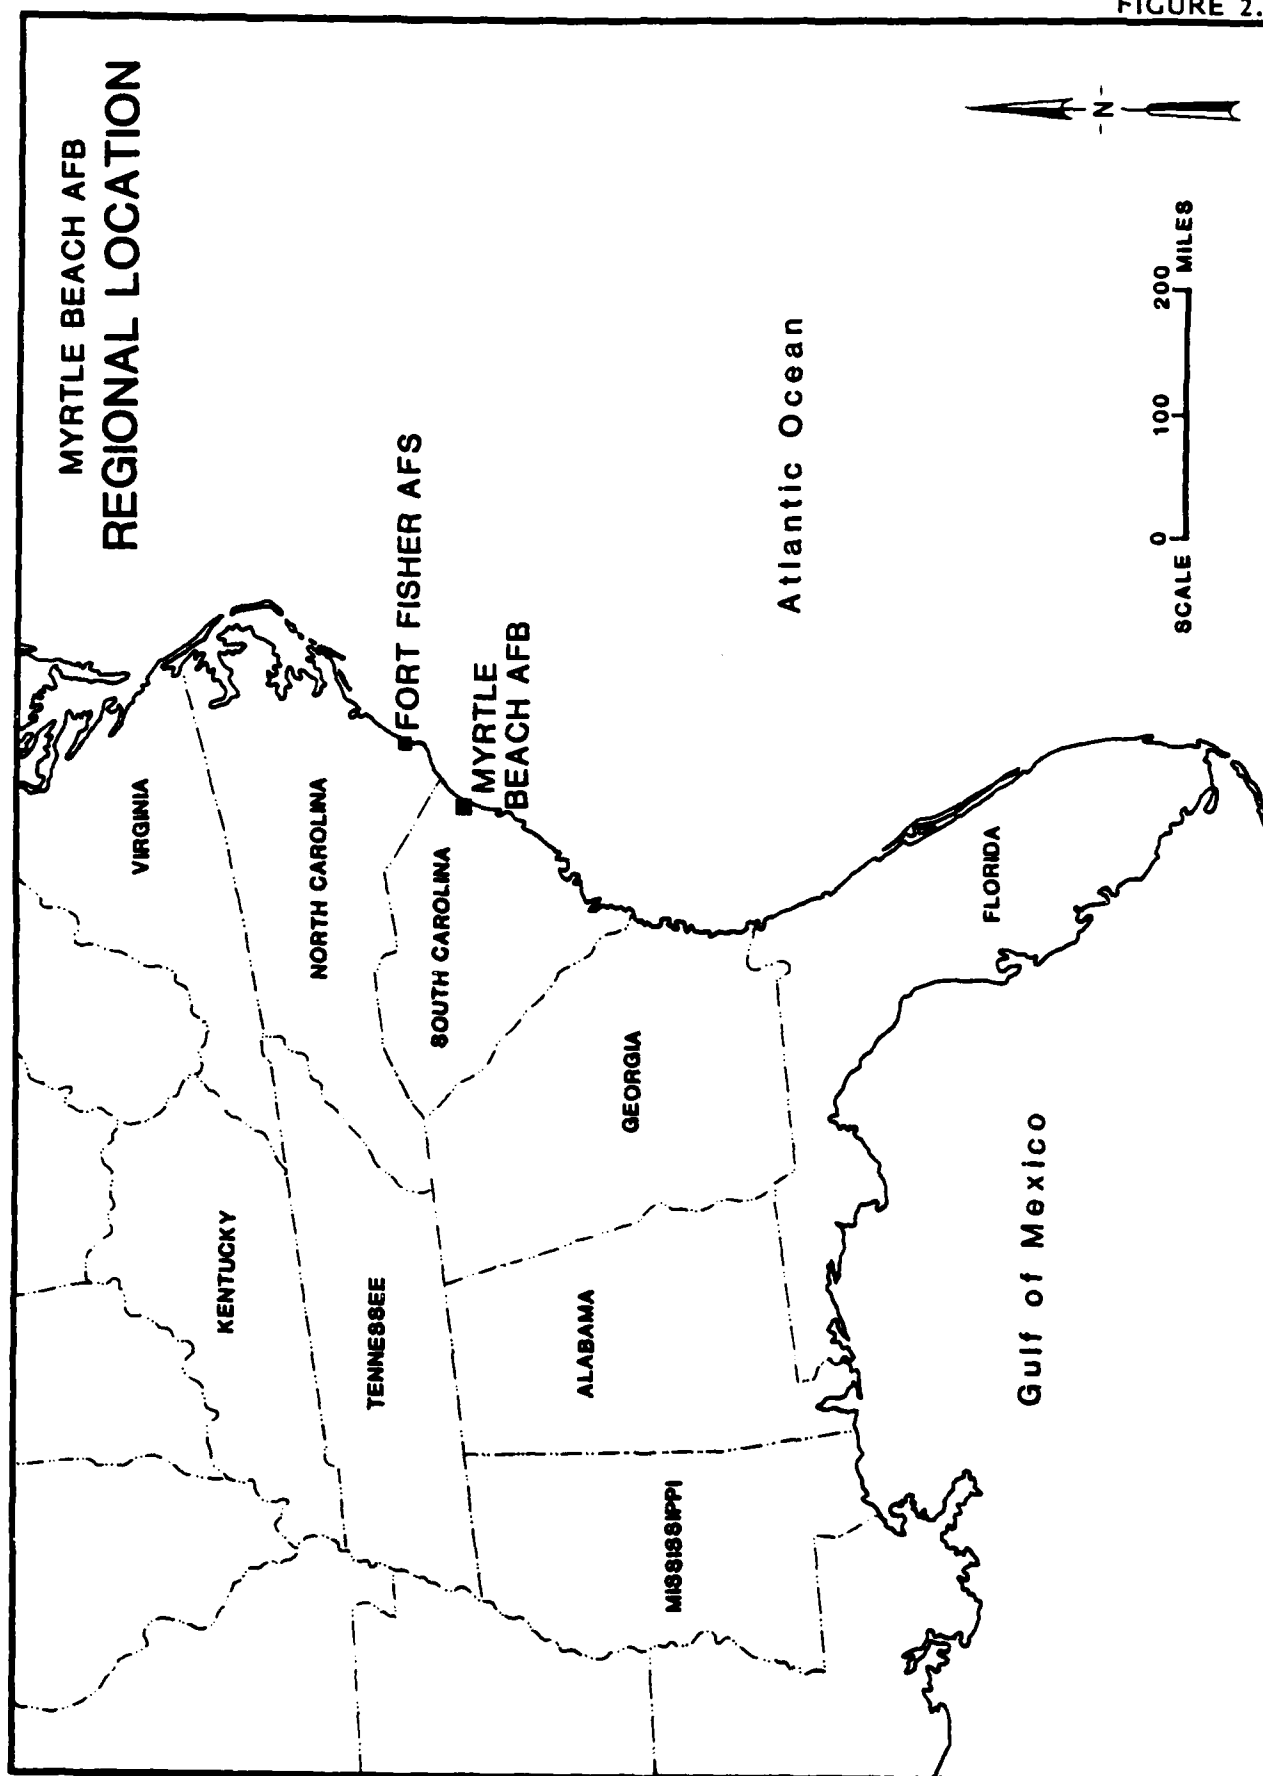 FIGURE 2.
MYRTLE BEACH AFB
REGIONAL LOCATION
VIRGINIA
KENTUCKY
NORTH CAROLINA
TENNESSEE
FORT FISHER AFS
SOUTH CAROLINA
MYRTLE
BEACH AFB
GEORGIA
ALABAMA
MISSISSIPPI
Atlantic Ocean
FLORIDA
Gulf of Mexico
N
0 100 200
SCALE MILES